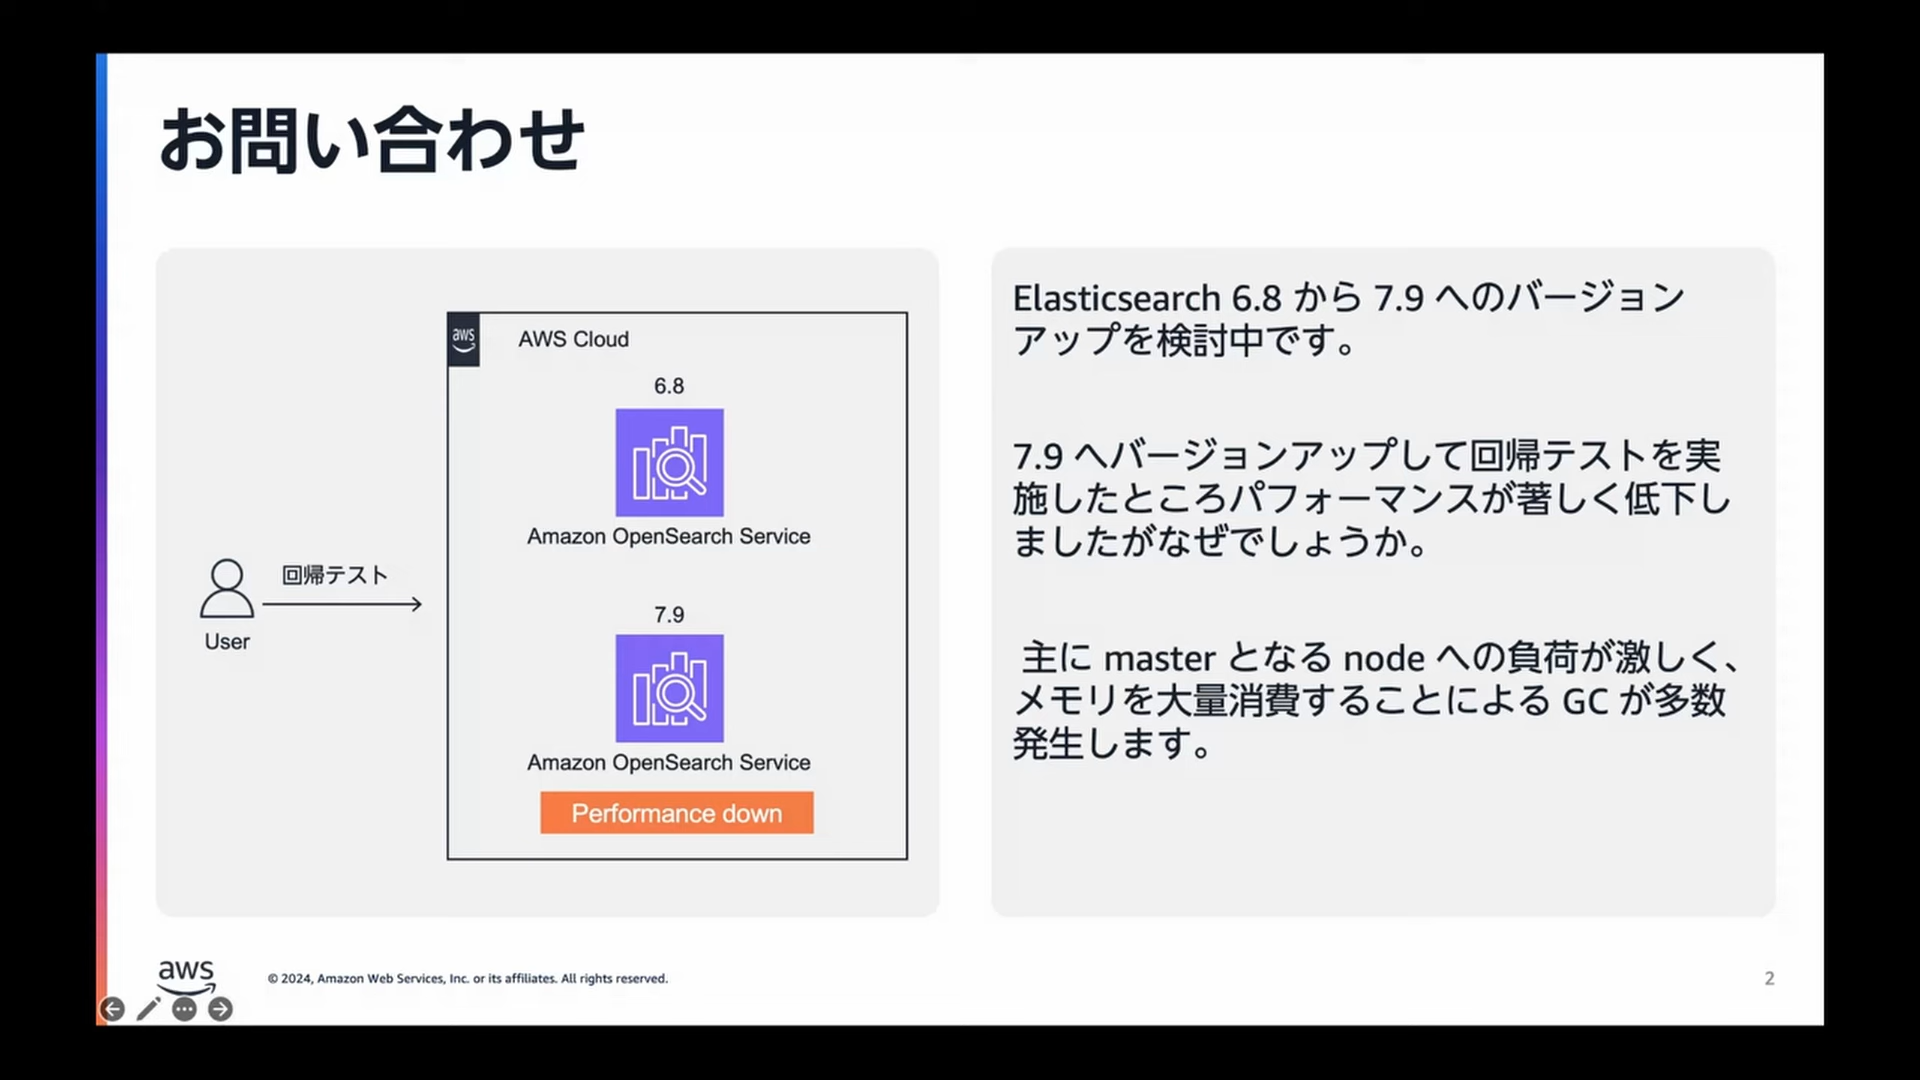 お問い合わせ
aws
AWS Cloud
6.8
Amazon OpenSearch Service
回帰テスト
User
7.9
Amazon OpenSearch Service
Performance down
Elasticsearch 6.8 から 7.9 へのバージョン
アップを検討中です。
7.9 へバージョンアップして回帰テストを実
施したところパフォーマンスが著しく低下し
ましたがなぜでしょうか。
主に master となる node への負荷が激しく、
メモリを大量消費することによる GC が多数
発生します。
aws
© 2024, Amazon Web Services, Inc. or its affiliates. All rights reserved.
2